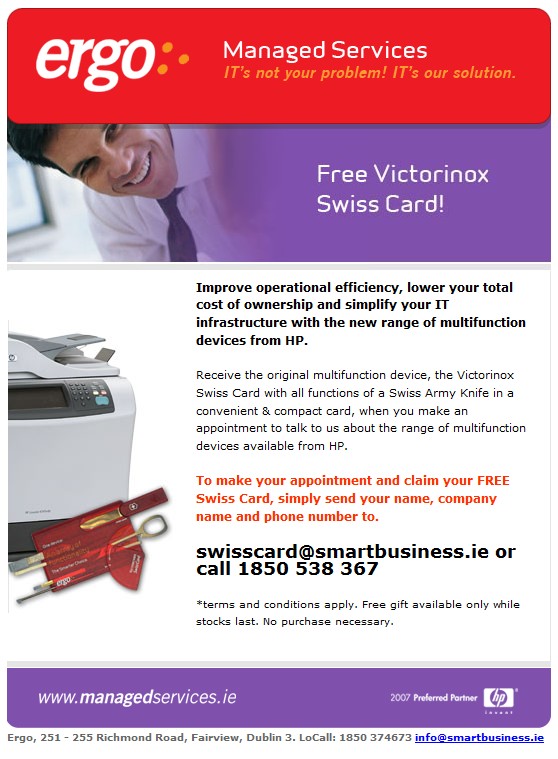 ergo
Managed Services
IT's not your problem! IT's our solution.
Free Victorinox
Swiss Card!
Improve operational efficiency, lower your total
cost of ownership and simplify your IT
infrastructure with the new range of multifunction
devices from HP.
Receive the original multifunction device, the Victorinox
Swiss Card with all functions of a Swiss Army Knife in a
convenient & compact card, when you make an
appointment to talk to us about the range of multifunction
devices available from HP.
To make your appointment and claim your FREE
Swiss Card, simply send your name, company
name and phone number to.
swisscard@smartbusiness.ie or
call 1850 538 367
*terms and conditions apply. Free gift available only while
stocks last. No purchase necessary.
The Smarter Choice
ergo
www.managedservices.ie
2007 Preferred Partner
hp
invent
Ergo, 251 - 255 Richmond Road, Fairview, Dublin 3. LoCall: 1850 374673 info@smartbusiness.ie